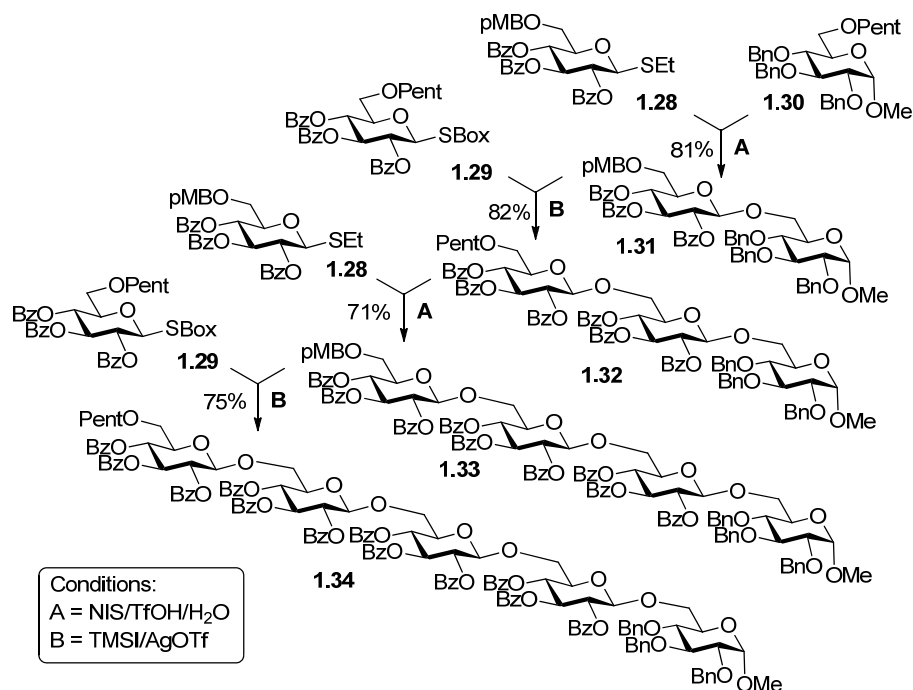 pMBO
BzO
BzO
O
SEt
BzO
1.28
OPent
BnO
BnO
O
BnO
OMe
1.30
81%
A
OPent
BzO
BzO
O
SBox
BzO
1.29
82%
B
pMBO
BzO
BzO
O
BzO
O
BnO
BnO
O
BnO
OMe
1.31
pMBO
BzO
BzO
O
SEt
BzO
1.28
71%
A
PentO
BzO
BzO
O
BzO
O
BzO
BzO
O
BzO
O
BnO
BnO
O
BnO
OMe
1.32
OPent
BzO
BzO
O
SBox
BzO
1.29
75%
B
pMBO
BzO
BzO
O
BzO
O
BzO
BzO
O
BzO
O
BzO
BzO
O
BzO
O
BnO
BnO
O
BnO
OMe
1.33
PentO
BzO
BzO
O
BzO
O
BzO
BzO
O
BzO
O
BzO
BzO
O
BzO
O
BzO
BzO
O
BzO
O
BnO
BnO
O
BnO
OMe
1.34
Conditions:
A = NIS/TfOH/H2O
B = TMSI/AgOTf